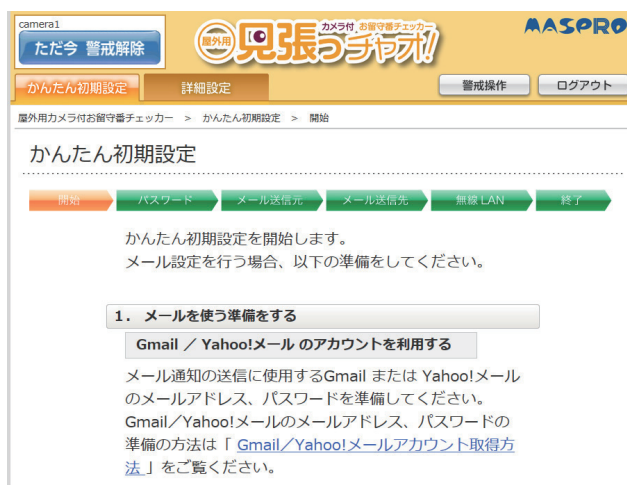 camera1
ただ今 警戒解除
屋外用 カメラ付 お留守番チェッカー
見張っチャオ!
MASPRO
かんたん初期設定 詳細設定 警戒操作 ログアウト
屋外用カメラ付お留守番チェッカー > かんたん初期設定 > 開始
かんたん初期設定
開始 パスワード メール送信元 メール送信先 無線 LAN 終了
かんたん初期設定を開始します。
メール設定を行う場合、以下の準備をしてください。
1. メールを使う準備をする
Gmail ／ Yahoo!メール のアカウントを利用する
メール通知の送信に使用するGmail または Yahoo!メール
のメールアドレス、パスワードを準備してください。
Gmail／Yahoo!メールのメールアドレス、パスワードの
準備の方法は「 Gmail／Yahoo!メールアカウント取得方
法 」をご覧ください。